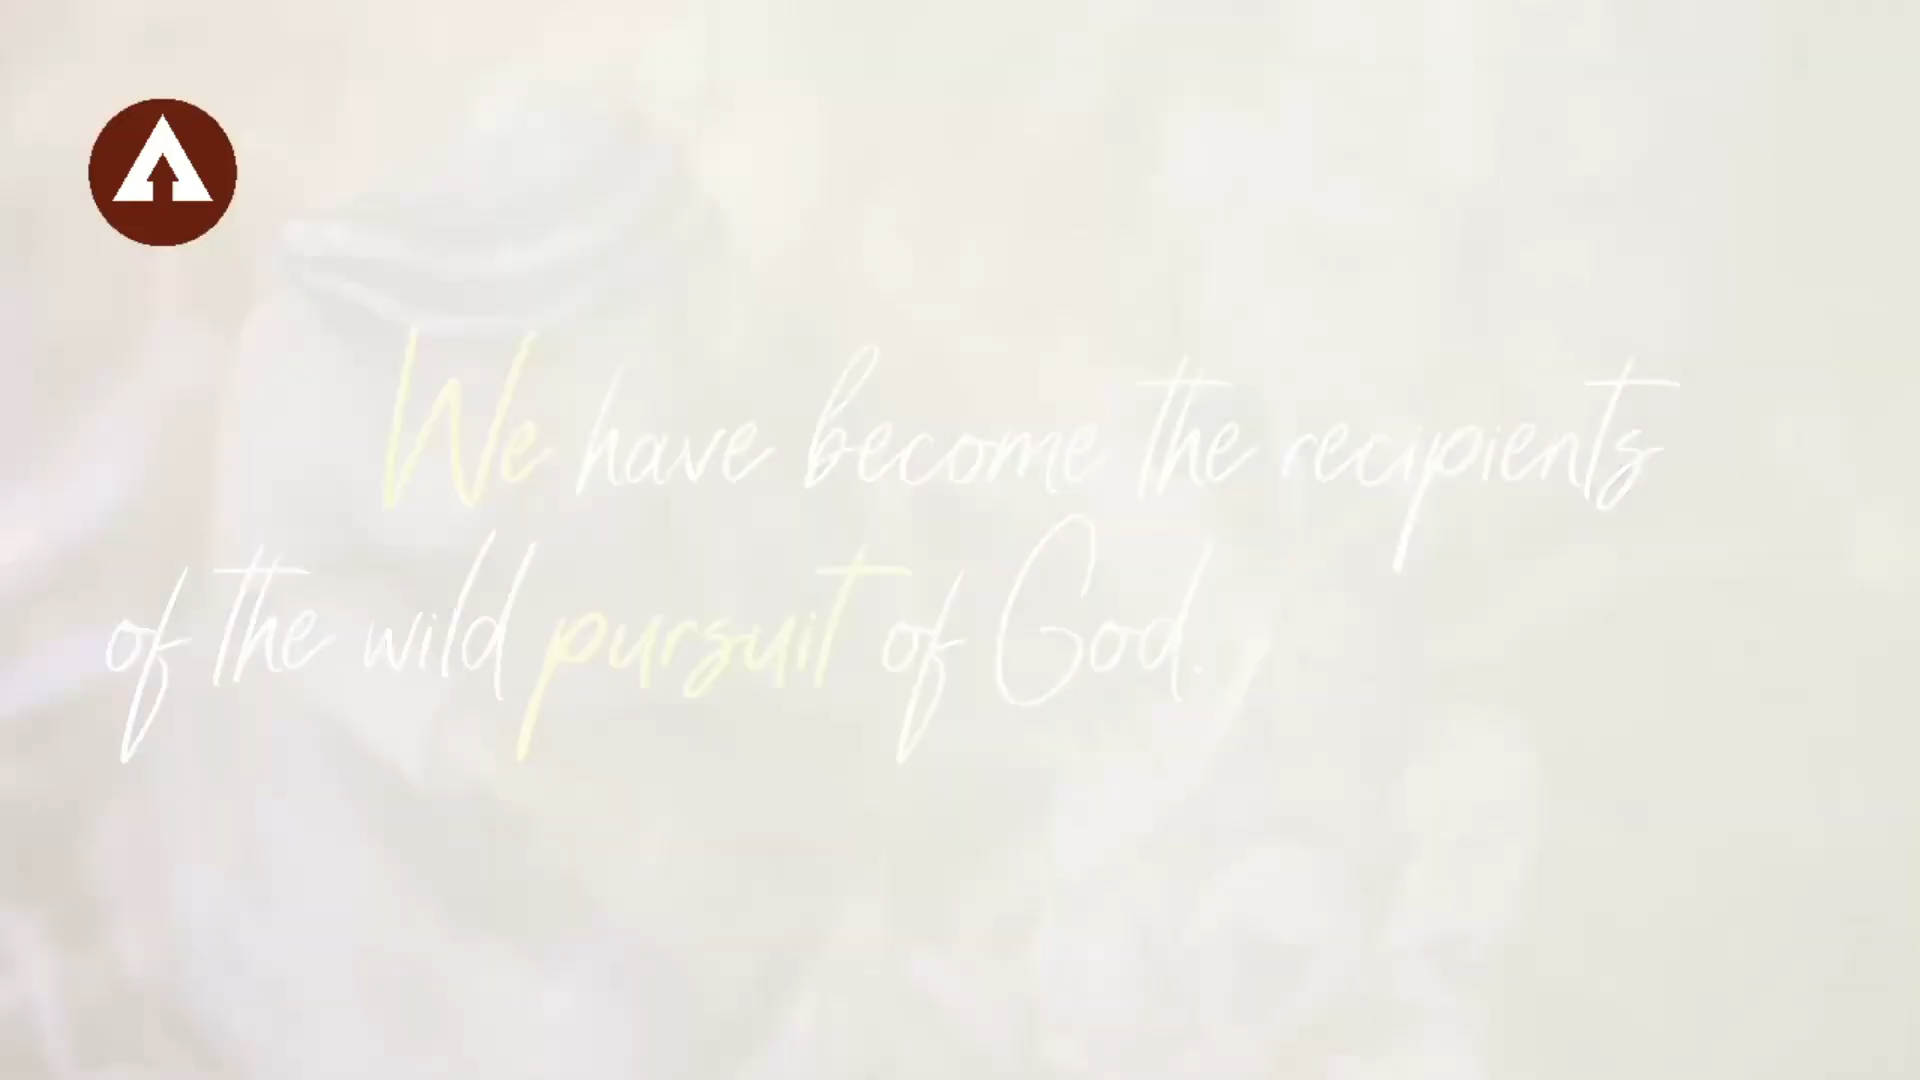 We have become the recipients
of the wild pursuit of God.